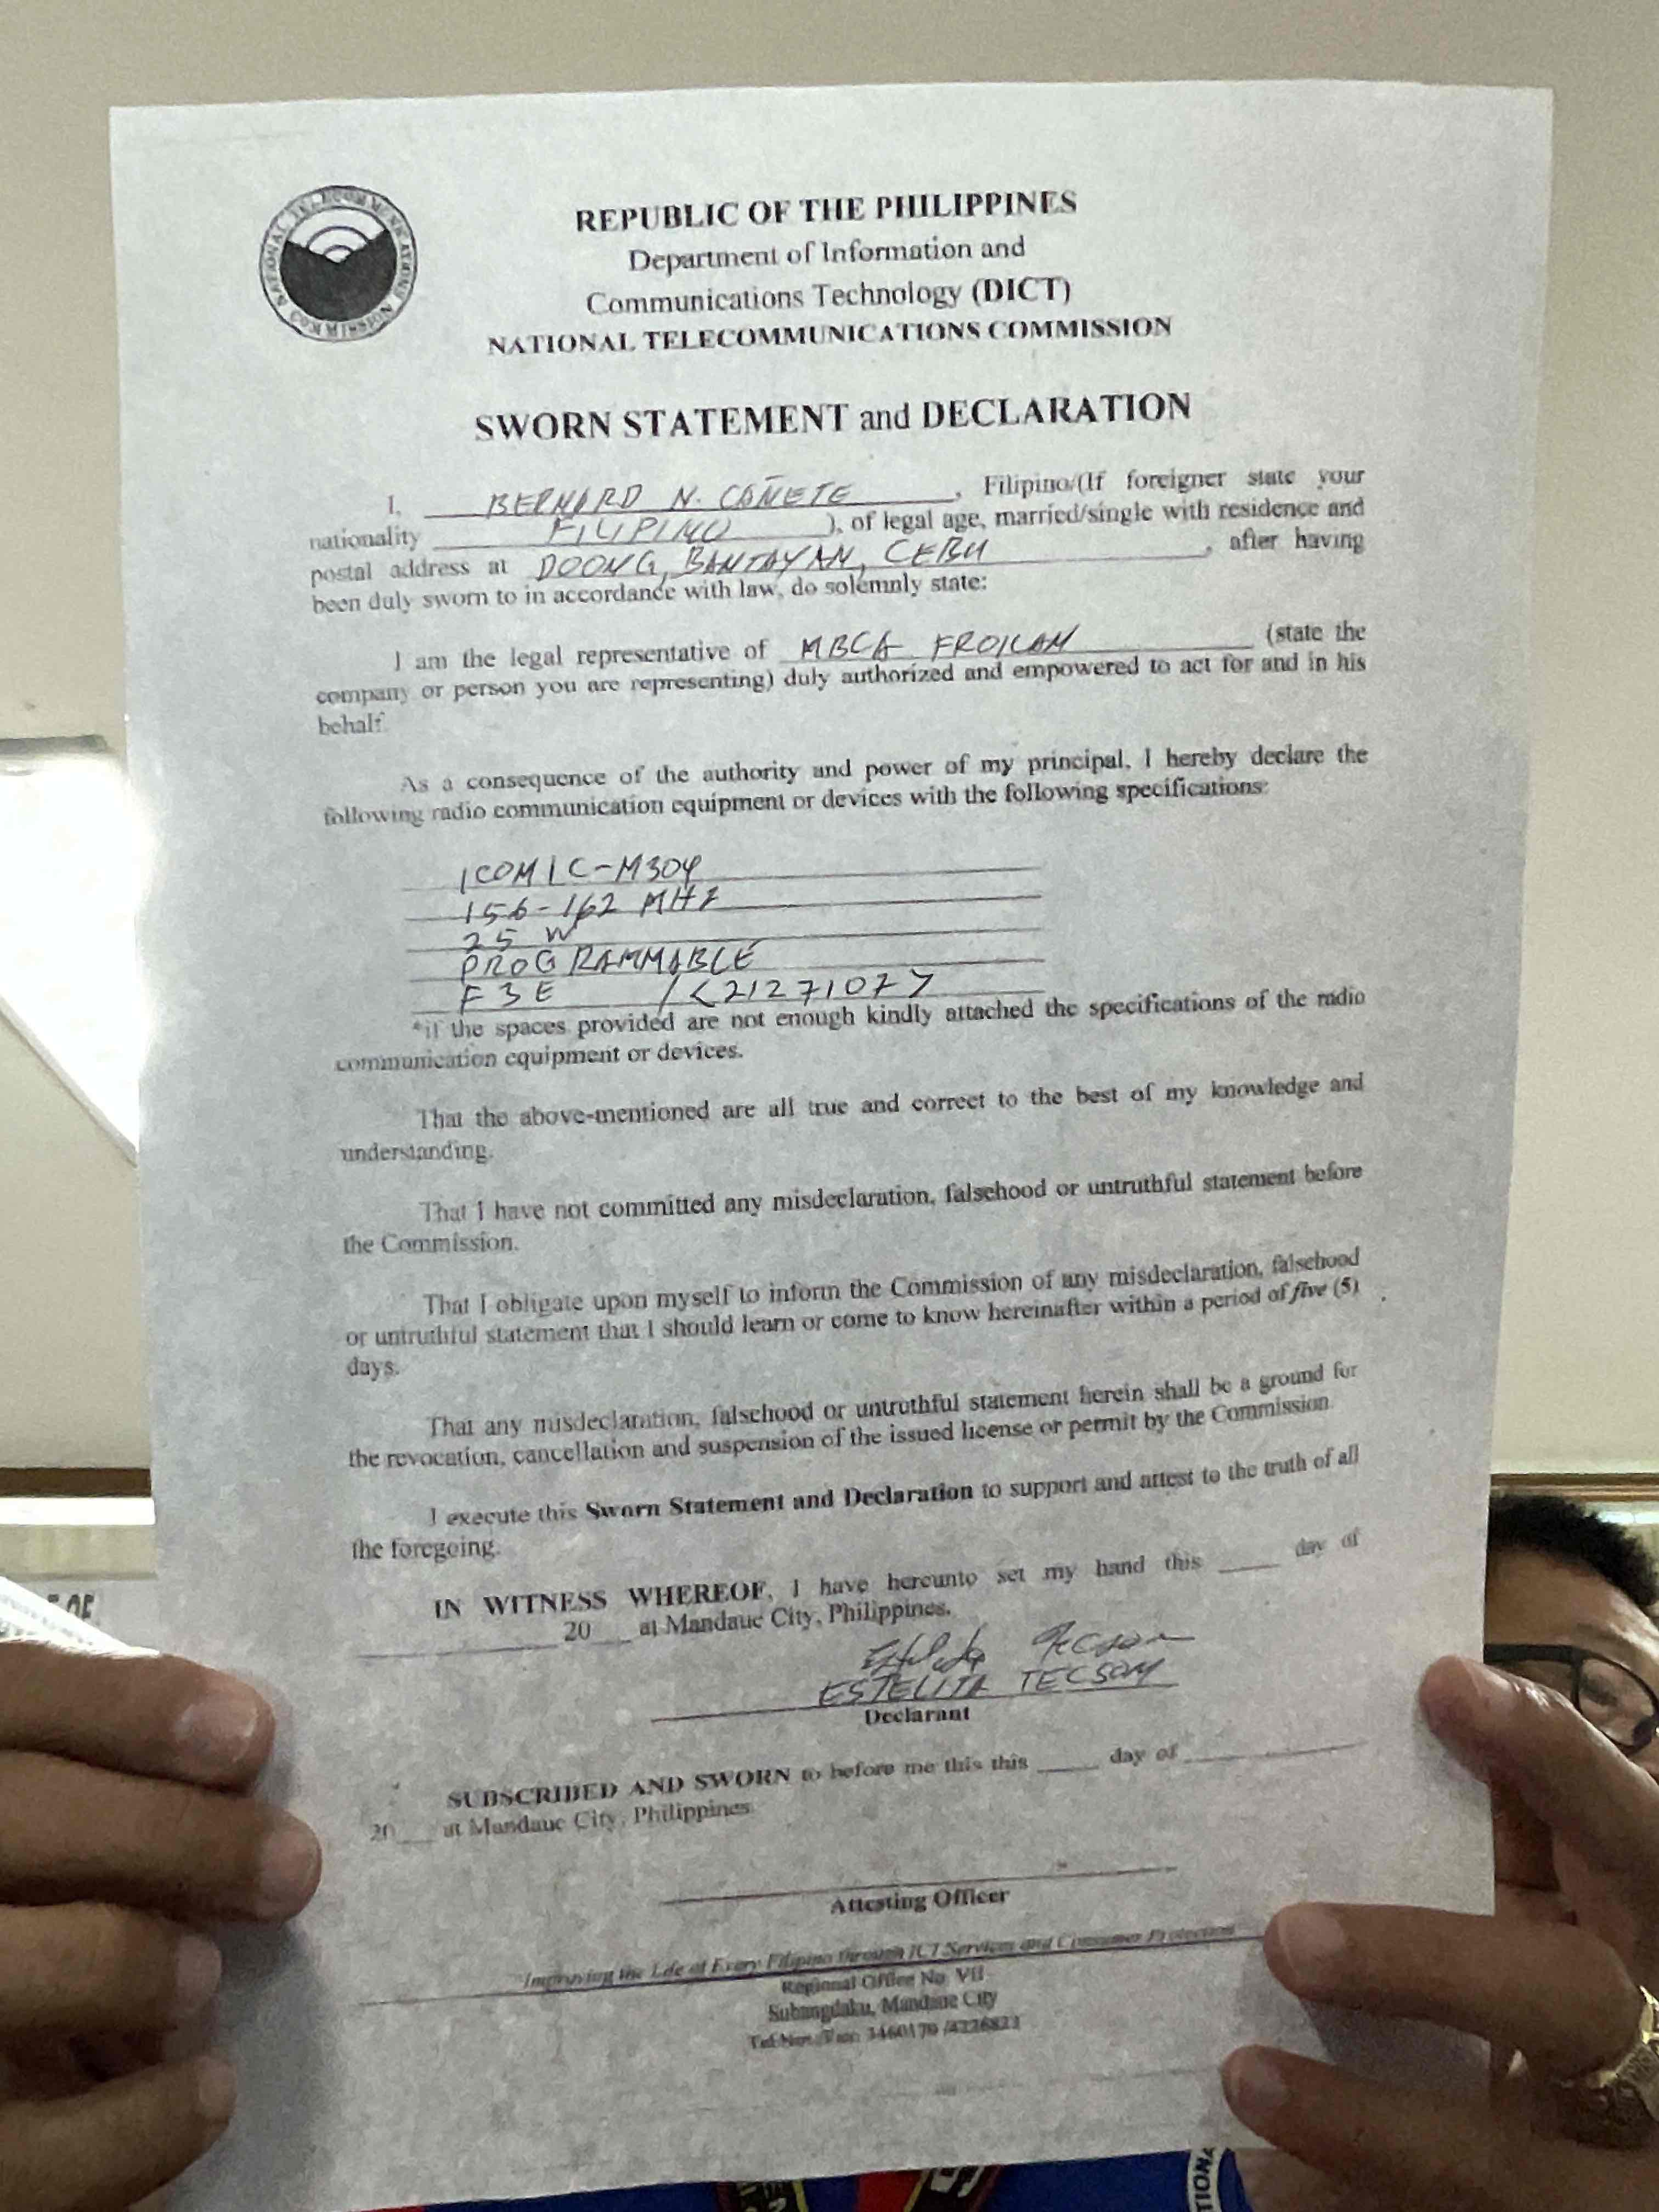 NATIONAL TELECOMMUNICATIONS COMMISSION
REPUBLIC OF THE PHILIPPINES
Department of Information and
Communications Technology (DICT)
NATIONAL TELECOMMUNICATIONS COMMISSION
SWORN STATEMENT and DECLARATION
I, BERNARD N. CAÑETE, Filipino/(If foreigner state your
nationality FILIPINO), of legal age, married/single with residence and
postal address at DOONG, BANTAYAN, CEBU, after having
been duly sworn to in accordance with law, do solemnly state:
I am the legal representative of MBCA FROILAN (state the
company or person you are representing) duly authorized and empowered to act for and in his
behalf.
As a consequence of the authority and power of my principal, I hereby declare the
following radio communication equipment or devices with the following specifications:
ICOM IC-M304
156-162 MHZ
25 W
PROGRAMMABLE
F3E /<2127107>
*if the spaces provided are not enough kindly attached the specifications of the radio
communication equipment or devices.
That the above-mentioned are all true and correct to the best of my knowledge and
understanding.
That I have not committed any misdeclaration, falsehood or untruthful statement before
the Commission.
That I obligate upon myself to inform the Commission of any misdeclaration, falsehood
or untruthful statement that I should learn or come to know hereinafter within a period of five (5)
days.
That any misdeclaration, falsehood or untruthful statement herein shall be a ground for
the revocation, cancellation and suspension of the issued license or permit by the Commission.
I execute this Sworn Statement and Declaration to support and attest to the truth of all
the foregoing.
IN WITNESS WHEREOF, I have hereunto set my hand this ____ day of
____ 20__ at Mandaue City, Philippines.
Tecson
ESTELITA TECSON
Declarant
SUBSCRIBED AND SWORN to before me this this ____ day of ____
20__ at Mandaue City, Philippines
Attesting Officer
Improving the Life of Every Filipino through ICT Services and Consumer Protection
Regional Office No. VII
Subangdaku, Mandaue City
Tel Nos./Fax: 3460170 /4226821
OF
TIONA